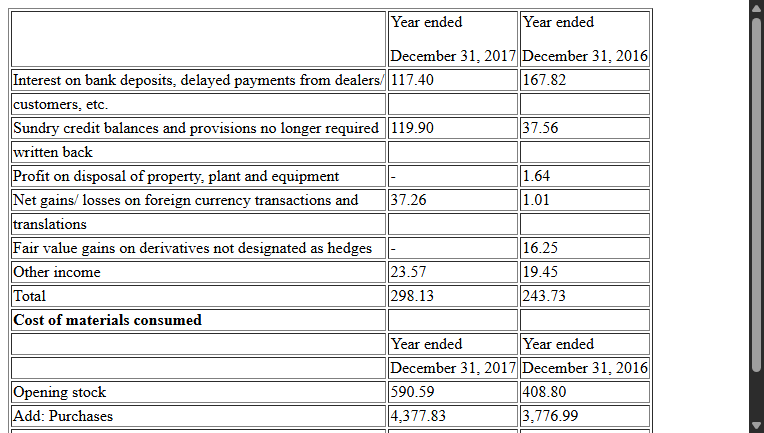 Year ended Year ended
December 31, 2017 December 31, 2016
Interest on bank deposits, delayed payments from dealers/ 117.40 167.82
customers, etc.
Sundry credit balances and provisions no longer required 119.90 37.56
written back
Profit on disposal of property, plant and equipment - 1.64
Net gains/ losses on foreign currency transactions and 37.26 1.01
translations
Fair value gains on derivatives not designated as hedges - 16.25
Other income 23.57 19.45
Total 298.13 243.73
Cost of materials consumed
Year ended Year ended
December 31, 2017 December 31, 2016
Opening stock 590.59 408.80
Add: Purchases 4,377.83 3,776.99